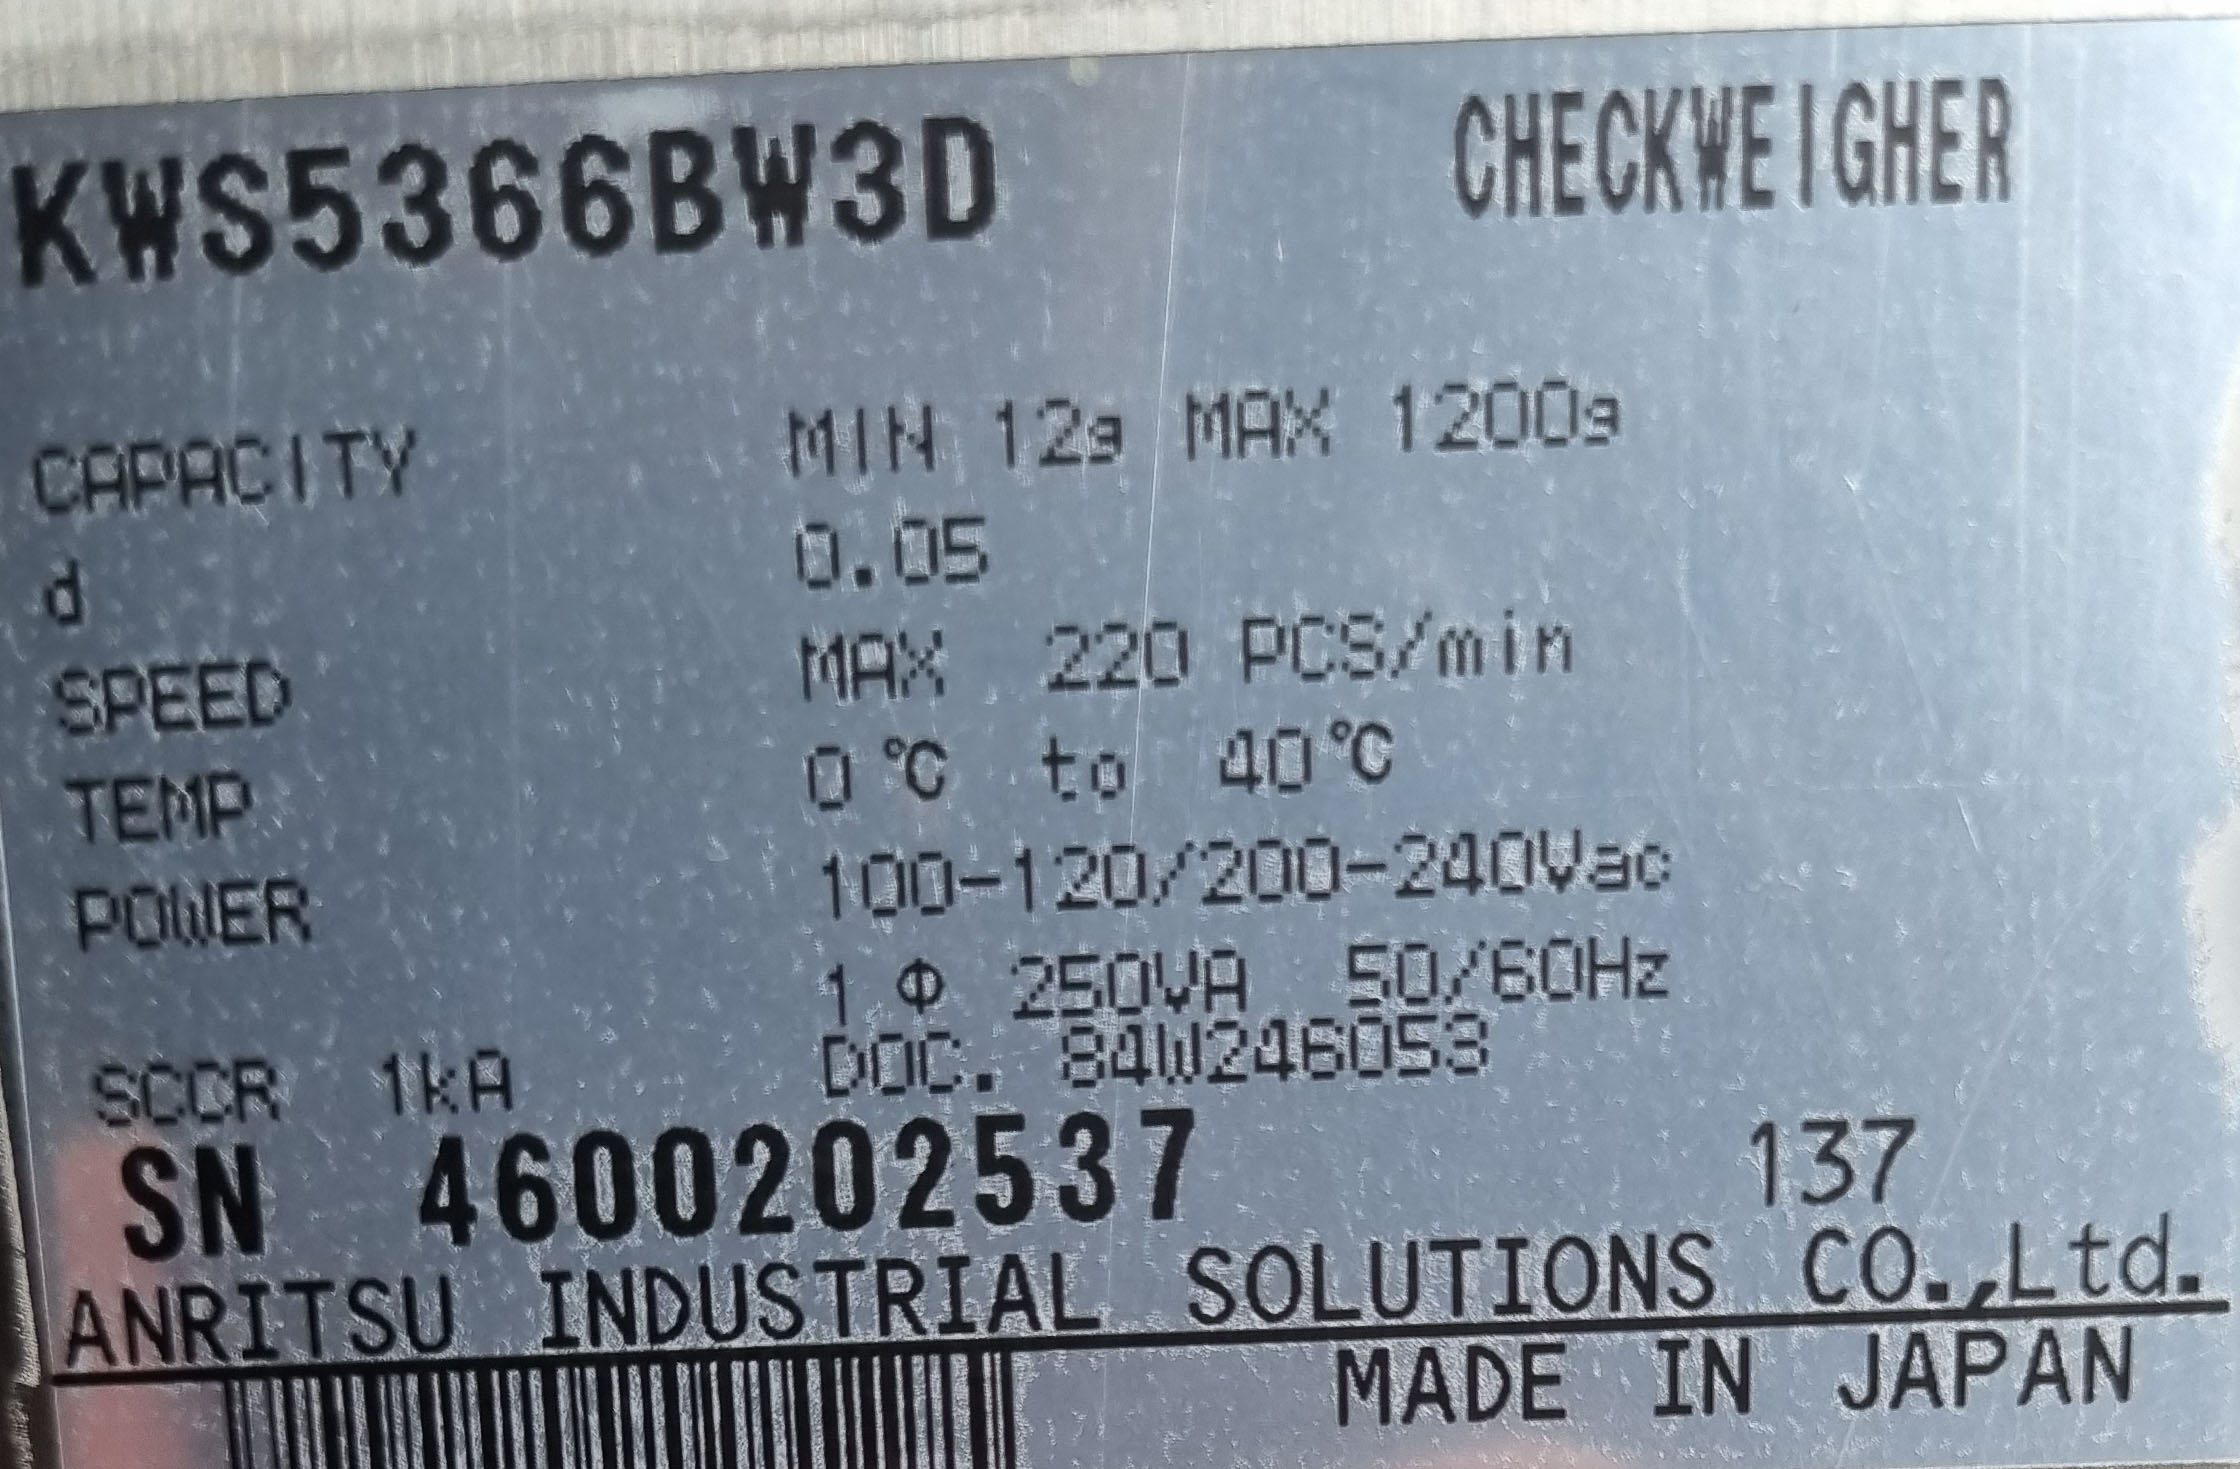 KWS5366BW3D CHECKWEIGHER
CAPACITY MIN 12g MAX 1200g
d 0.05
SPEED MAX 220 PCS/min
TEMP 0℃ to 40℃
POWER 100-120/200-240Vac
1 Φ 250VA 50/60Hz
SCCR 1kA DOC. 84W246053
SN 4600202537 137
ANRITSU INDUSTRIAL SOLUTIONS CO.,Ltd.
MADE IN JAPAN